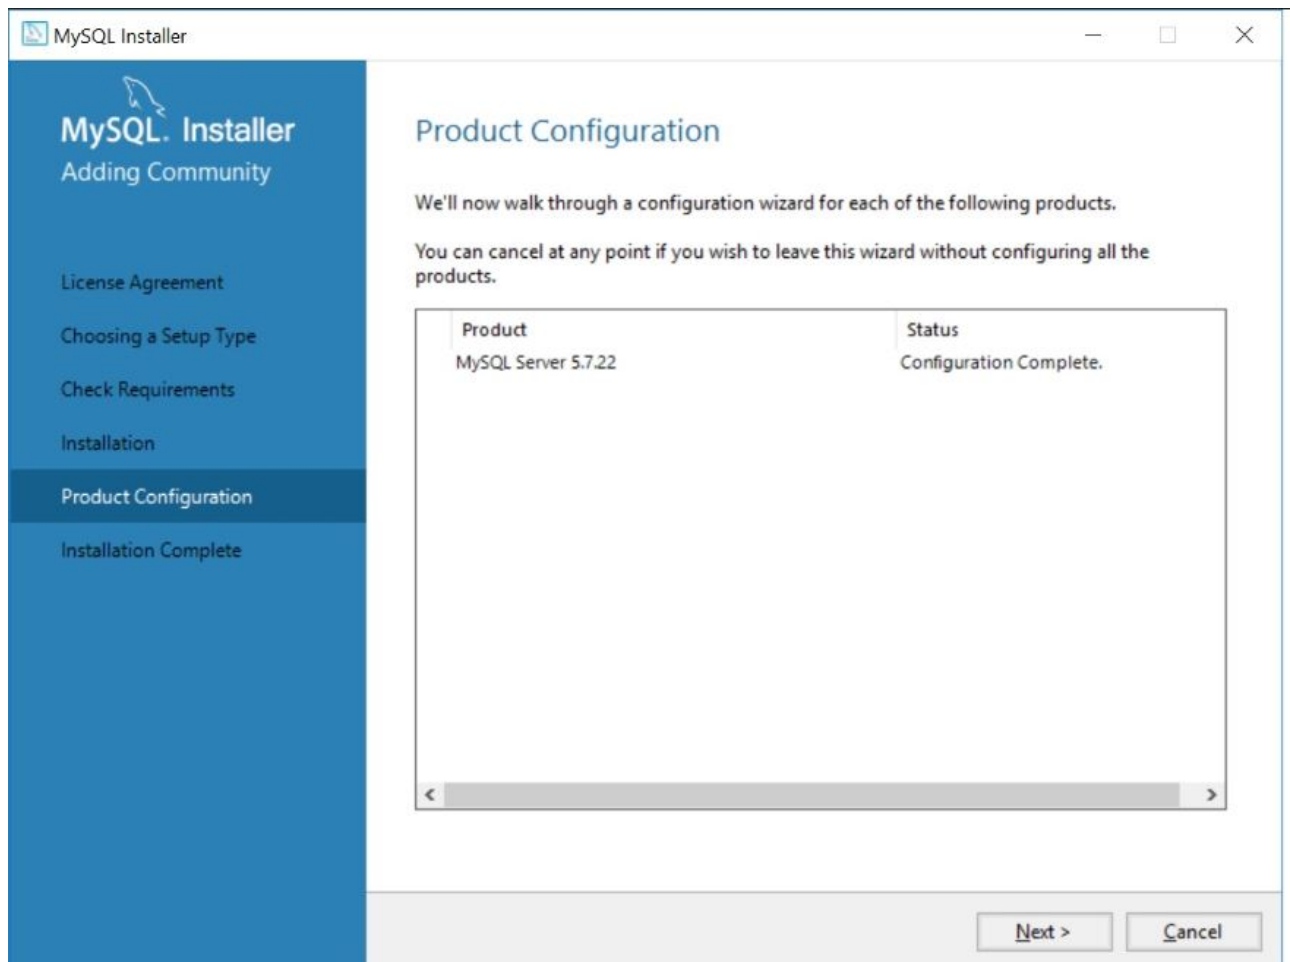 MySQL Installer
MySQL. Installer
Adding Community
License Agreement
Choosing a Setup Type
Check Requirements
Installation
Product Configuration
Installation Complete
Product Configuration
We'll now walk through a configuration wizard for each of the following products.
You can cancel at any point if you wish to leave this wizard without configuring all the
products.
Product Status
MySQL Server 5.7.22 Configuration Complete.
Next > Cancel